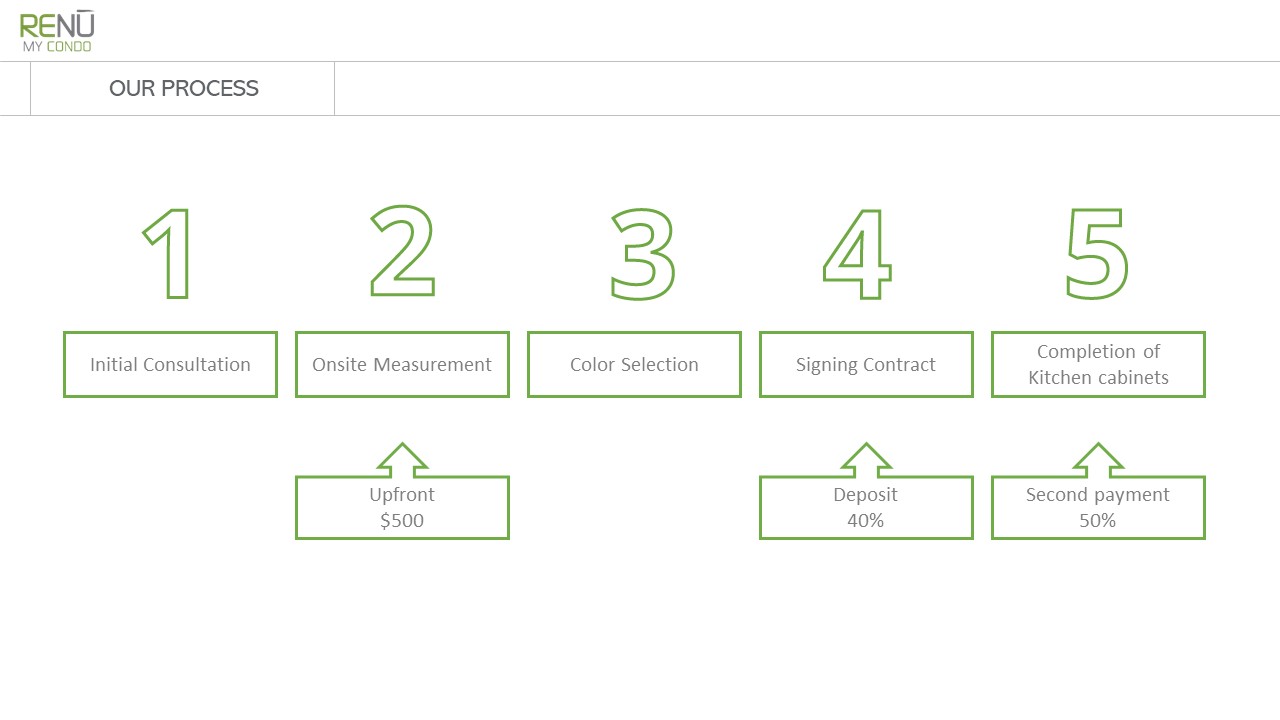 RENŪ
MY CONDO
OUR PROCESS
1
2
3
4
5
Initial Consultation
Onsite Measurement
Color Selection
Signing Contract
Completion of
Kitchen cabinets
Upfront
$500
Deposit
40%
Second payment
50%